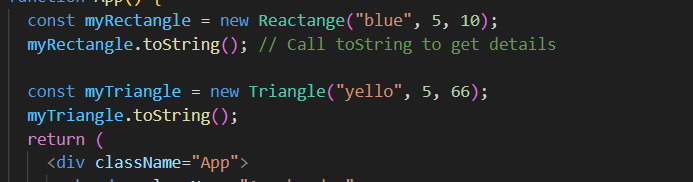 function App() {
const myRectangle = new Reactange("blue", 5, 10);
myRectangle.toString(); // Call toString to get details
const myTriangle = new Triangle("yello", 5, 66);
myTriangle.toString();
return (
<div className="App">